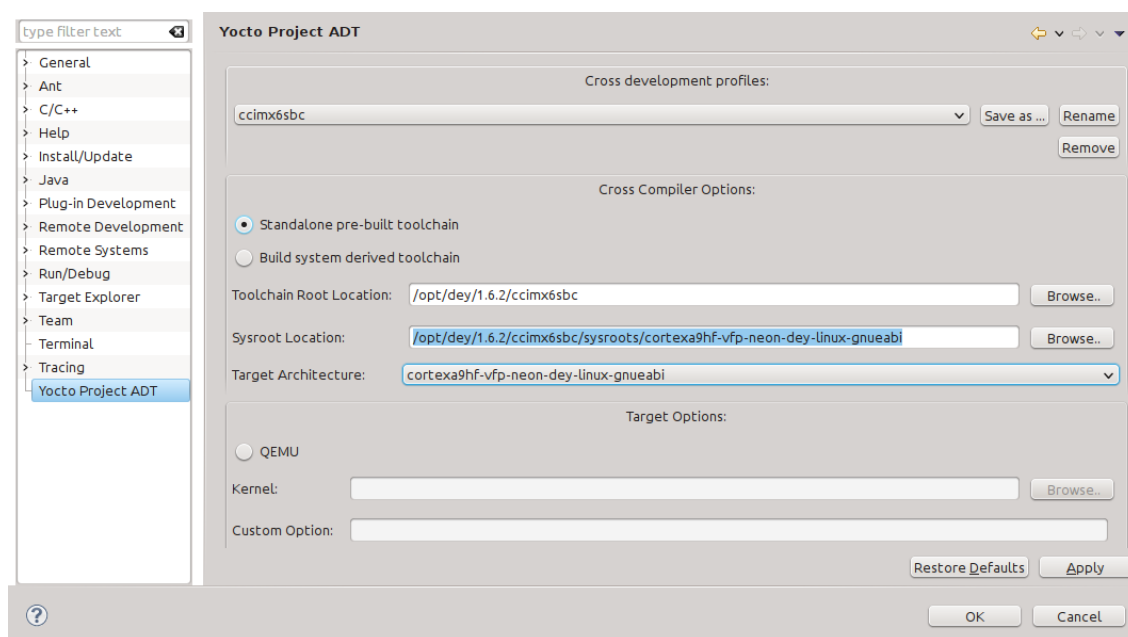 type filter text
General
Ant
C/C++
Help
Install/Update
Java
Plug-in Development
Remote Development
Remote Systems
Run/Debug
Target Explorer
Team
Terminal
Tracing
Yocto Project ADT
Yocto Project ADT
Cross development profiles:
ccimx6sbc Save as ... Rename
Remove
Cross Compiler Options:
Standalone pre-built toolchain
Build system derived toolchain
Toolchain Root Location: /opt/dey/1.6.2/ccimx6sbc Browse..
Sysroot Location: /opt/dey/1.6.2/ccimx6sbc/sysroots/cortexa9hf-vfp-neon-dey-linux-gnueabi Browse..
Target Architecture: cortexa9hf-vfp-neon-dey-linux-gnueabi
Target Options:
QEMU
Kernel: Browse..
Custom Option:
Restore Defaults Apply
? OK Cancel